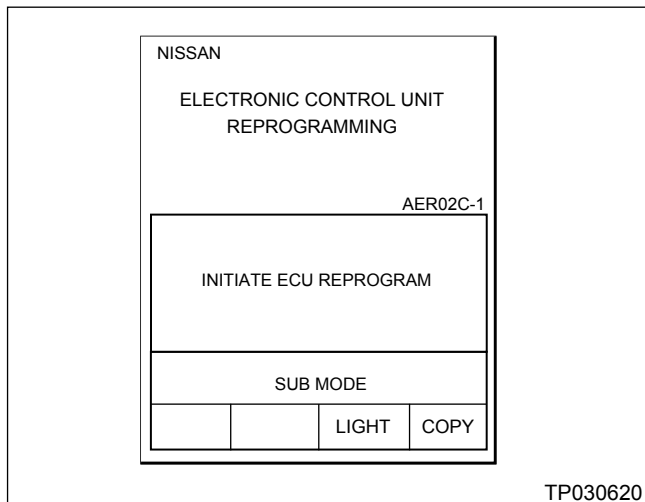 NISSAN
ELECTRONIC CONTROL UNIT
REPROGRAMMING
AER02C-1
INITIATE ECU REPROGRAM
SUB MODE
LIGHT COPY
TP030620